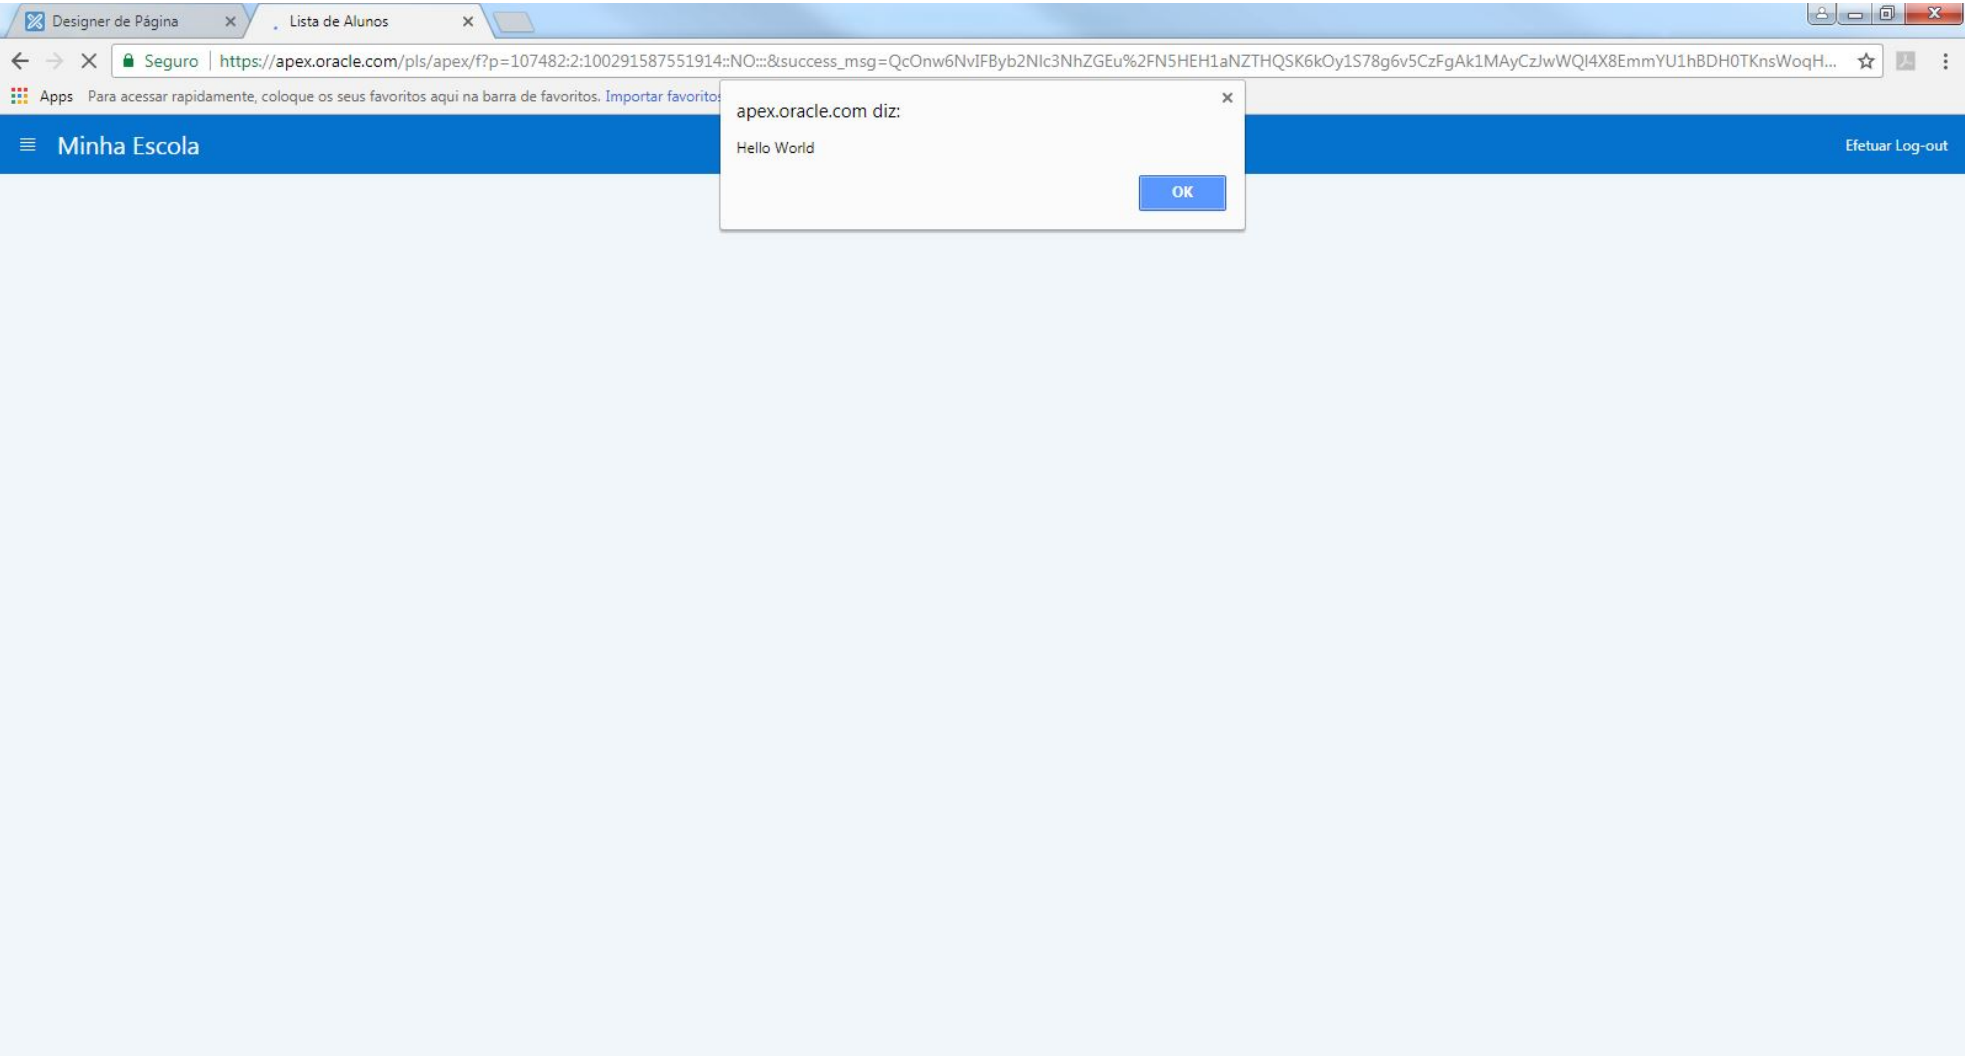 Designer de Página
Lista de Alunos
Seguro | https://apex.oracle.com/pls/apex/f?p=107482:2:100291587551914::NO:::&success_msg=QcOnw6NvIFByb2Nlc3NhZGEu%2FN5HEH1aNZTHQSK6kOy1S78g6v5CzFgAk1MAyCzJwWQl4X8EmmYU1hBDH0TKnsWoqH...
Apps Para acessar rapidamente, coloque os seus favoritos aqui na barra de favoritos. Importar favoritos
apex.oracle.com diz:
Hello World
OK
Minha Escola
Efetuar Log-out